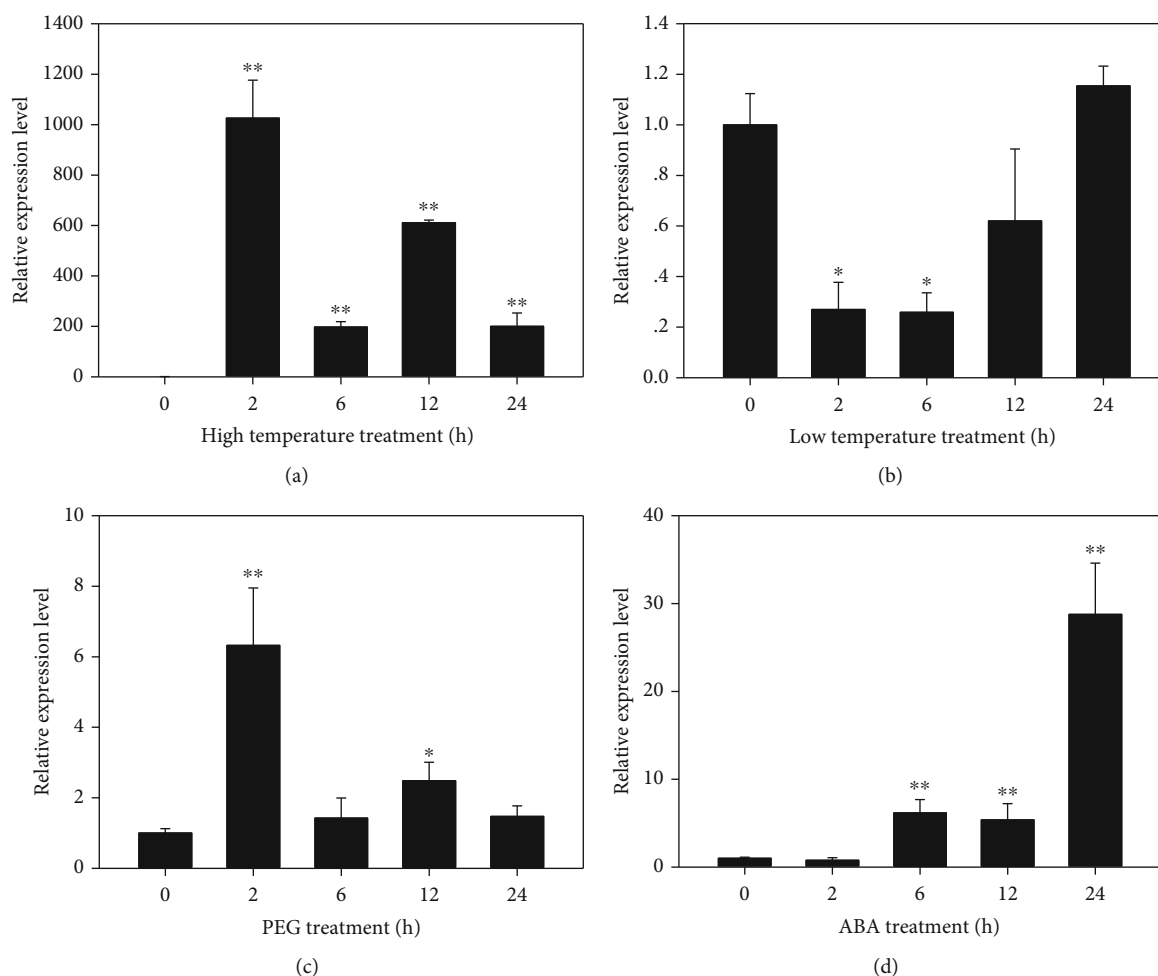 Relative expression level
1400
1200
1000
800
600
400
200
0
**
**
**
**
0 2 6 12 24
High temperature treatment (h)
(a)
Relative expression level
1.4
1.2
1.0
.8
.6
.4
.2
0.0
*
*
0 2 6 12 24
Low temperature treatment (h)
(b)
Relative expression level
10
8
6
4
2
0
**
*
0 2 6 12 24
PEG treatment (h)
(c)
Relative expression level
40
30
20
10
0
**
**
**
0 2 6 12 24
ABA treatment (h)
(d)